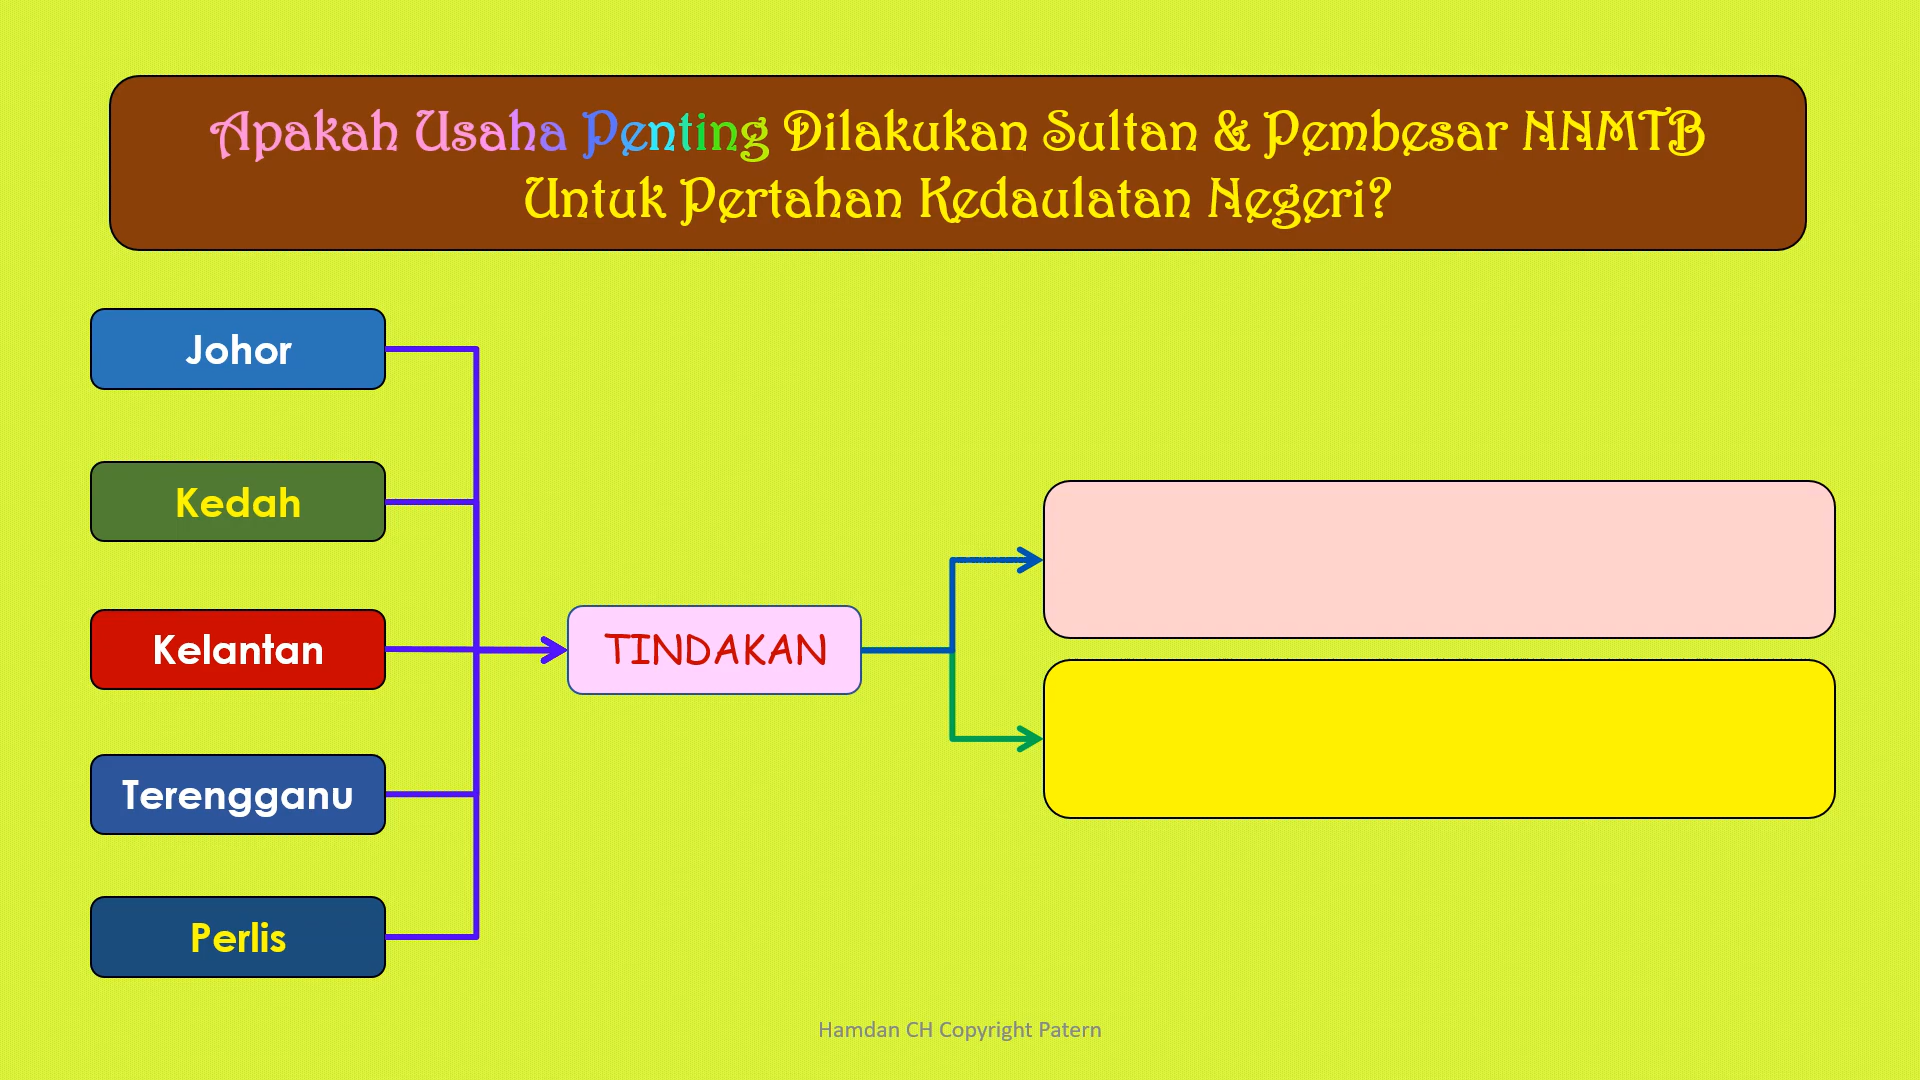 Apakah Usaha Penting Dilakukan Sultan & Pembesar NNMTB
Untuk Pertahan Kedaulatan Negeri?
Johor
Kedah
Kelantan
TINDAKAN
Terengganu
Perlis
Hamdan CH Copyright Patern